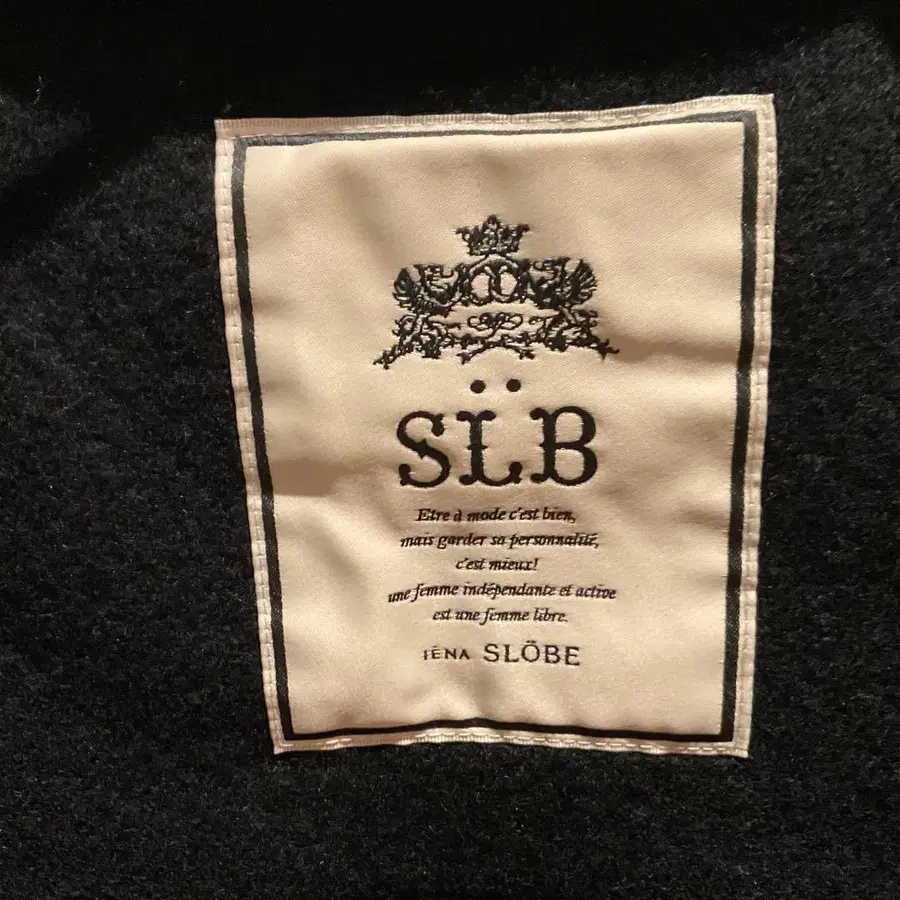 SL̈B
Etre à mode c'est bien,
mais garder sa personnalité,
c'est mieux!
une femme indépendante et active
est une femme libre.
IÉNA SLÖBE